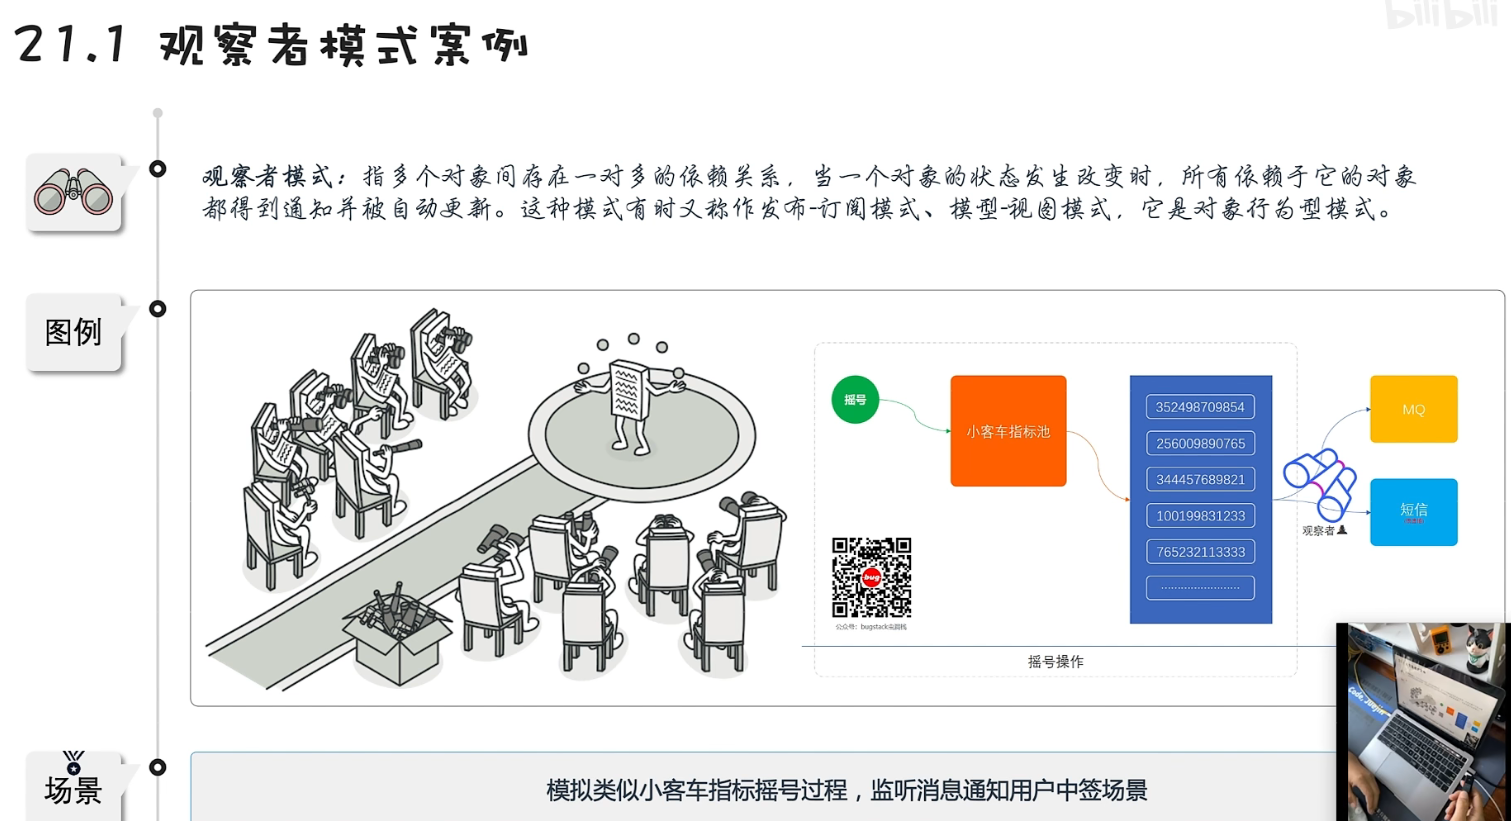 bilibili
21.1 观察者模式案例
观察者模式：指多个对象间存在一对多的依赖关系，当一个对象的状态发生改变时，所有依赖于它的对象
都得到通知并被自动更新。这种模式有时又称作发布-订阅模式、模型-视图模式，它是对象行为型模式。
图例
摇号
小客车指标池
352498709854
256009890765
344457689821
100199831233
765232113333
........................
MQ
短信
观察者
bug
公众号：bugstack虫洞栈
摇号操作
场景
模拟类似小客车指标摇号过程，监听消息通知用户中签场景